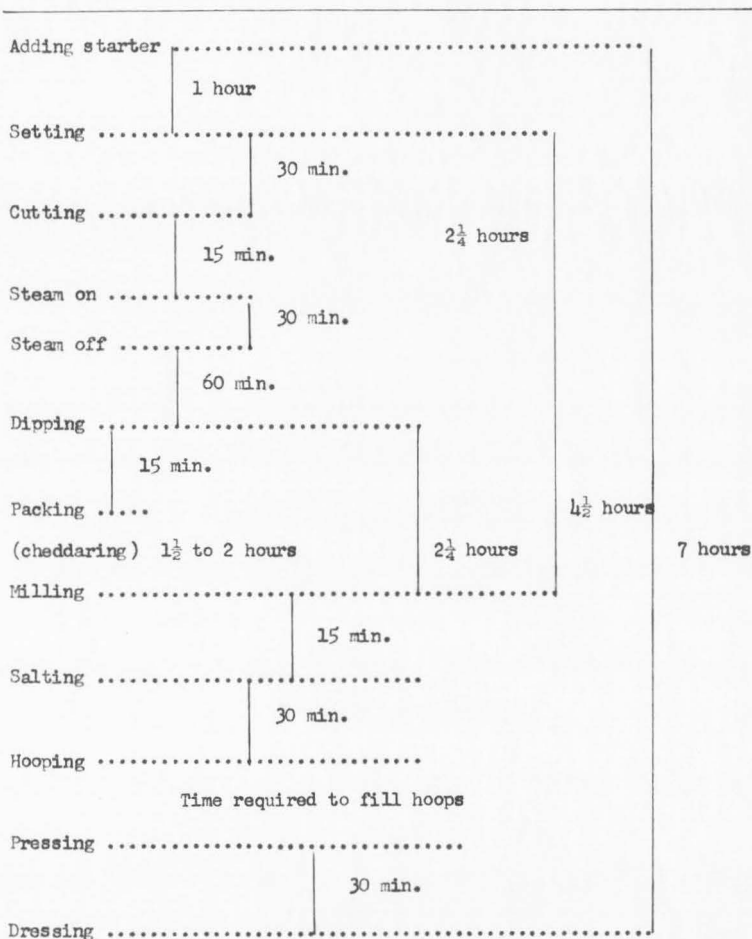 Adding starter
1 hour
Setting
30 min.
Cutting
2¼ hours
15 min.
Steam on
30 min.
Steam off
60 min.
Dipping
15 min.
Packing
4½ hours
(cheddaring) 1½ to 2 hours
2¼ hours
7 hours
Milling
15 min.
Salting
30 min.
Hooping
Time required to fill hoops
Pressing
30 min.
Dressing